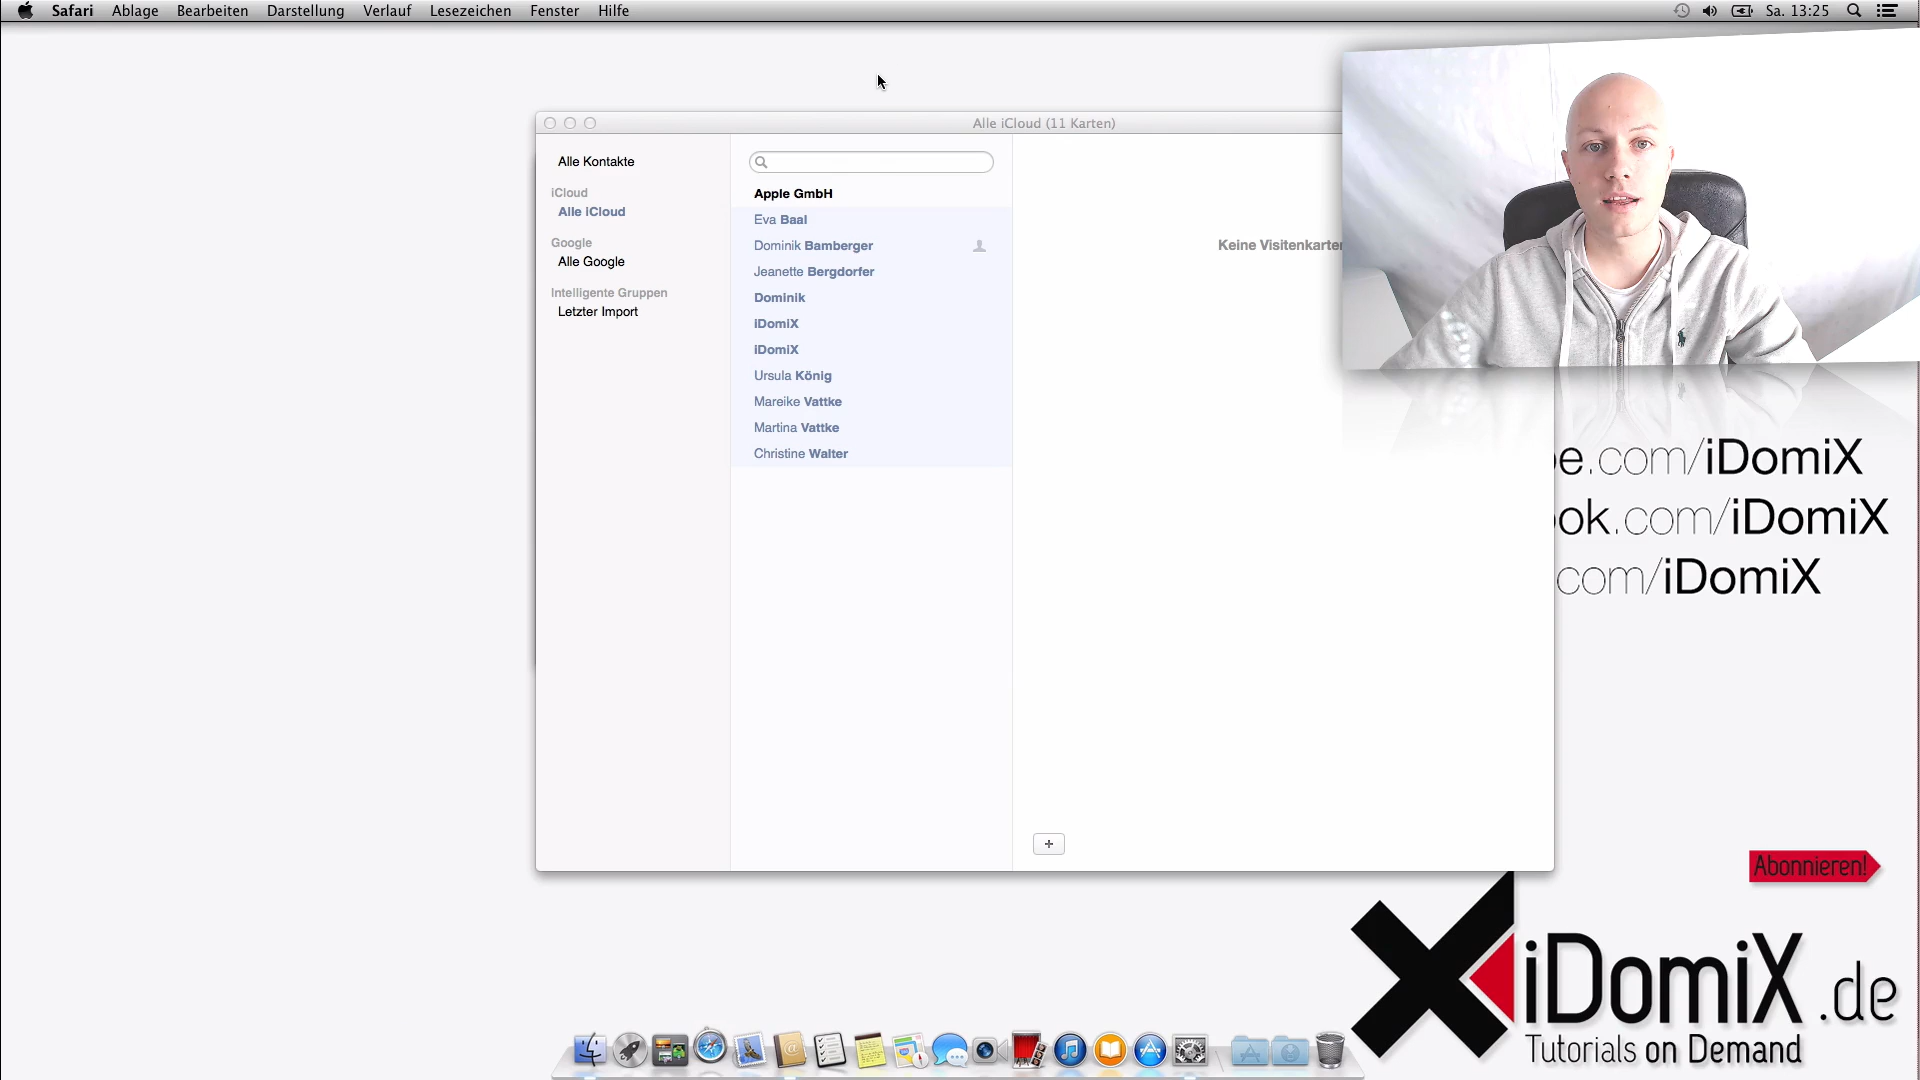 Safari Ablage Bearbeiten Darstellung Verlauf Lesezeichen Fenster Hilfe
Sa. 13:25
Alle iCloud (11 Karten)
Alle Kontakte
iCloud
Alle iCloud
Google
Alle Google
Intelligente Gruppen
Letzter Import
Apple GmbH
Eva Baal
Dominik Bamberger
Jeanette Bergdorfer
Dominik
iDomiX
iDomiX
Ursula König
Mareike Vattke
Martina Vattke
Christine Walter
Keine Visitenkarten
be.com/iDomiX
ook.com/iDomiX
com/iDomiX
Abonnieren!
iDomiX.de
Tutorials on Demand